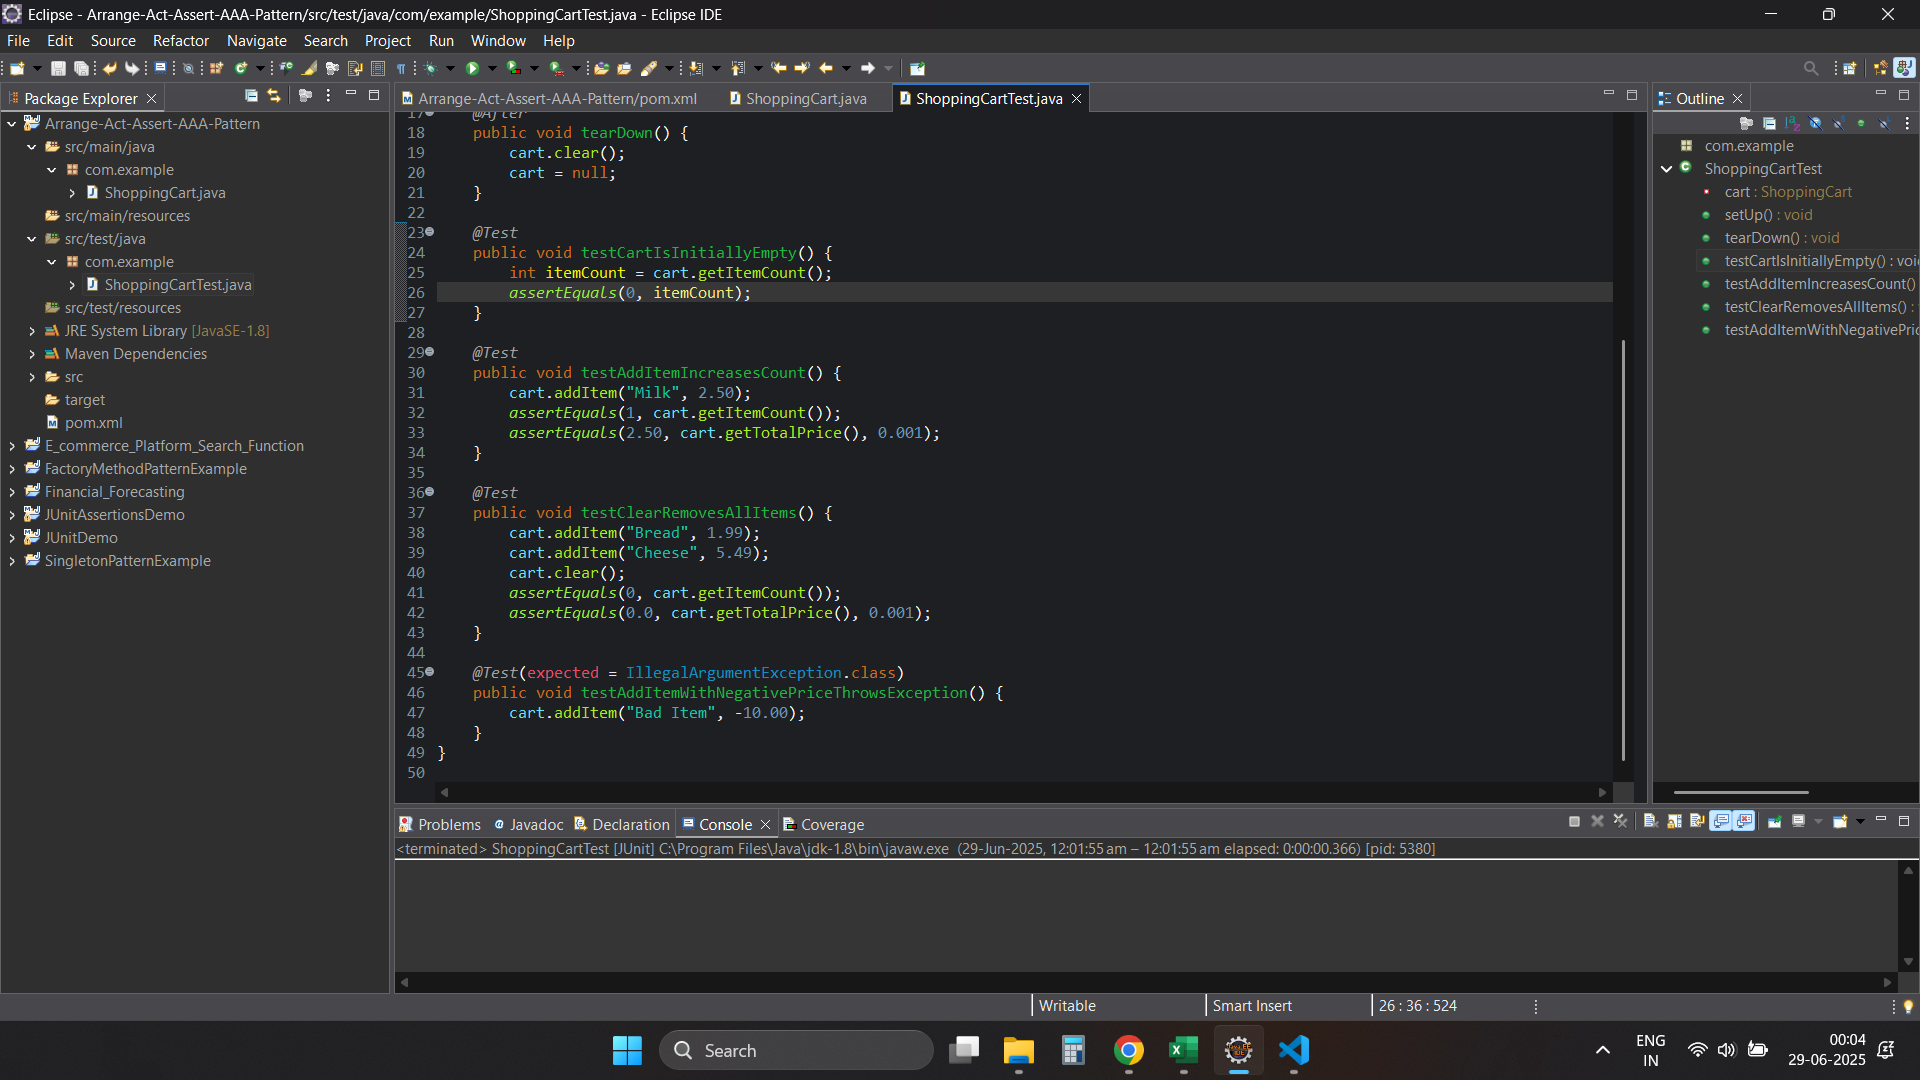 Eclipse - Arrange-Act-Assert-AAA-Pattern/src/test/java/com/example/ShoppingCartTest.java - Eclipse IDE
File Edit Source Refactor Navigate Search Project Run Window Help
Package Explorer
Arrange-Act-Assert-AAA-Pattern
src/main/java
com.example
ShoppingCart.java
src/main/resources
src/test/java
com.example
ShoppingCartTest.java
src/test/resources
JRE System Library [JavaSE-1.8]
Maven Dependencies
src
target
pom.xml
E_commerce_Platform_Search_Function
FactoryMethodPatternExample
Financial_Forecasting
JUnitAssertionsDemo
JUnitDemo
SingletonPatternExample
Arrange-Act-Assert-AAA-Pattern/pom.xml ShoppingCart.java ShoppingCartTest.java
17 @After
18 public void tearDown() {
19 cart.clear();
20 cart = null;
21 }
22
23 @Test
24 public void testCartIsInitiallyEmpty() {
25 int itemCount = cart.getItemCount();
26 assertEquals(0, itemCount);
27 }
28
29 @Test
30 public void testAddItemIncreasesCount() {
31 cart.addItem("Milk", 2.50);
32 assertEquals(1, cart.getItemCount());
33 assertEquals(2.50, cart.getTotalPrice(), 0.001);
34 }
35
36 @Test
37 public void testClearRemovesAllItems() {
38 cart.addItem("Bread", 1.99);
39 cart.addItem("Cheese", 5.49);
40 cart.clear();
41 assertEquals(0, cart.getItemCount());
42 assertEquals(0.0, cart.getTotalPrice(), 0.001);
43 }
44
45 @Test(expected = IllegalArgumentException.class)
46 public void testAddItemWithNegativePriceThrowsException() {
47 cart.addItem("Bad Item", -10.00);
48 }
49 }
50
Outline
com.example
ShoppingCartTest
cart : ShoppingCart
setUp() : void
tearDown() : void
testCartIsInitiallyEmpty() : voi
testAddItemIncreasesCount()
testClearRemovesAllItems() :
testAddItemWithNegativePric
Problems Javadoc Declaration Console Coverage
<terminated> ShoppingCartTest [JUnit] C:\Program Files\Java\jdk-1.8\bin\javaw.exe (29-Jun-2025, 12:01:55 am – 12:01:55 am elapsed: 0:00:00.366) [pid: 5380]
Writable Smart Insert 26 : 36 : 524
Search
ENG
IN
00:04
29-06-2025